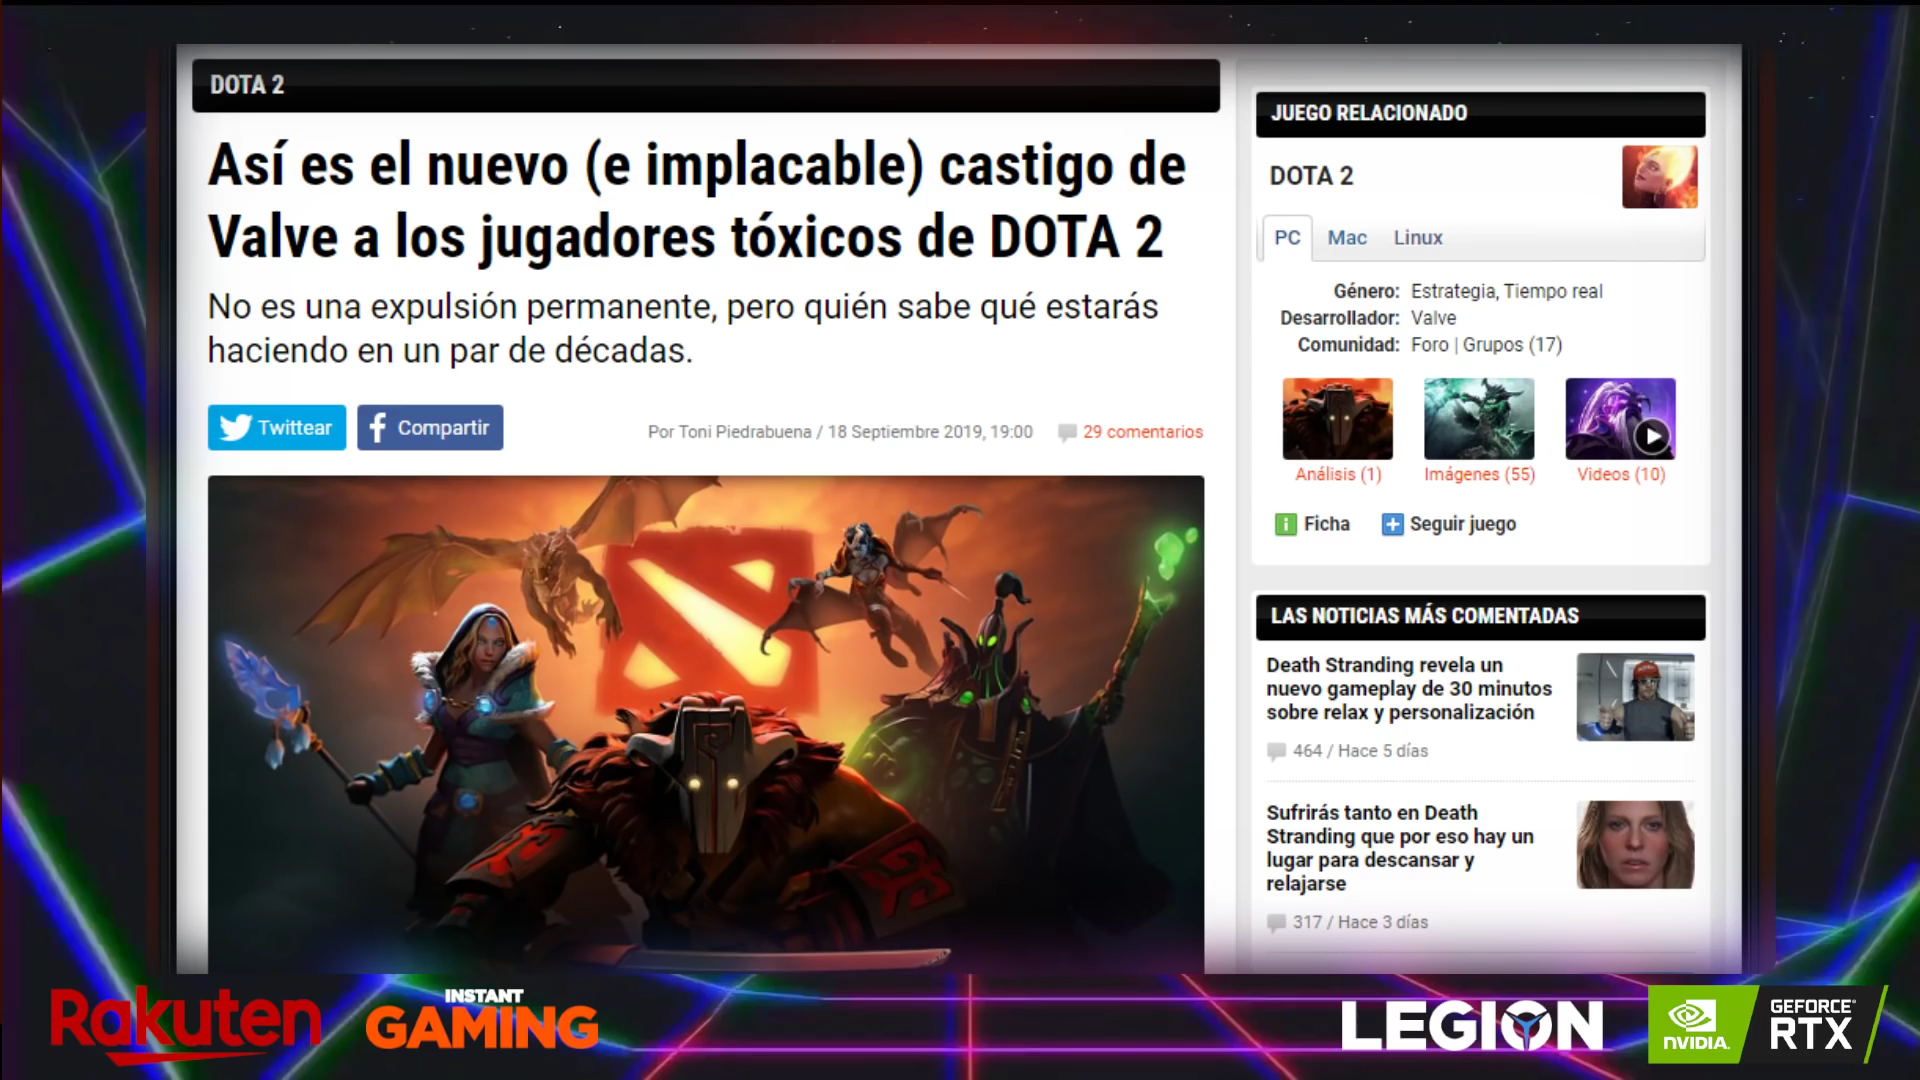 DOTA 2
Así es el nuevo (e implacable) castigo de
Valve a los jugadores tóxicos de DOTA 2
No es una expulsión permanente, pero quién sabe qué estarás
haciendo en un par de décadas.
Twittear
Compartir
Por Toni Piedrabuena / 18 Septiembre 2019, 19:00
29 comentarios
JUEGO RELACIONADO
DOTA 2
PC Mac Linux
Género: Estrategia, Tiempo real
Desarrollador: Valve
Comunidad: Foro | Grupos (17)
Análisis (1) Imágenes (55) Videos (10)
Ficha Seguir juego
LAS NOTICIAS MÁS COMENTADAS
Death Stranding revela un
nuevo gameplay de 30 minutos
sobre relax y personalización
464 / Hace 5 días
Sufrirás tanto en Death
Stranding que por eso hay un
lugar para descansar y
relajarse
317 / Hace 3 días
Rakuten
INSTANT
GAMING
LEGION
NVIDIA.
GEFORCE
RTX